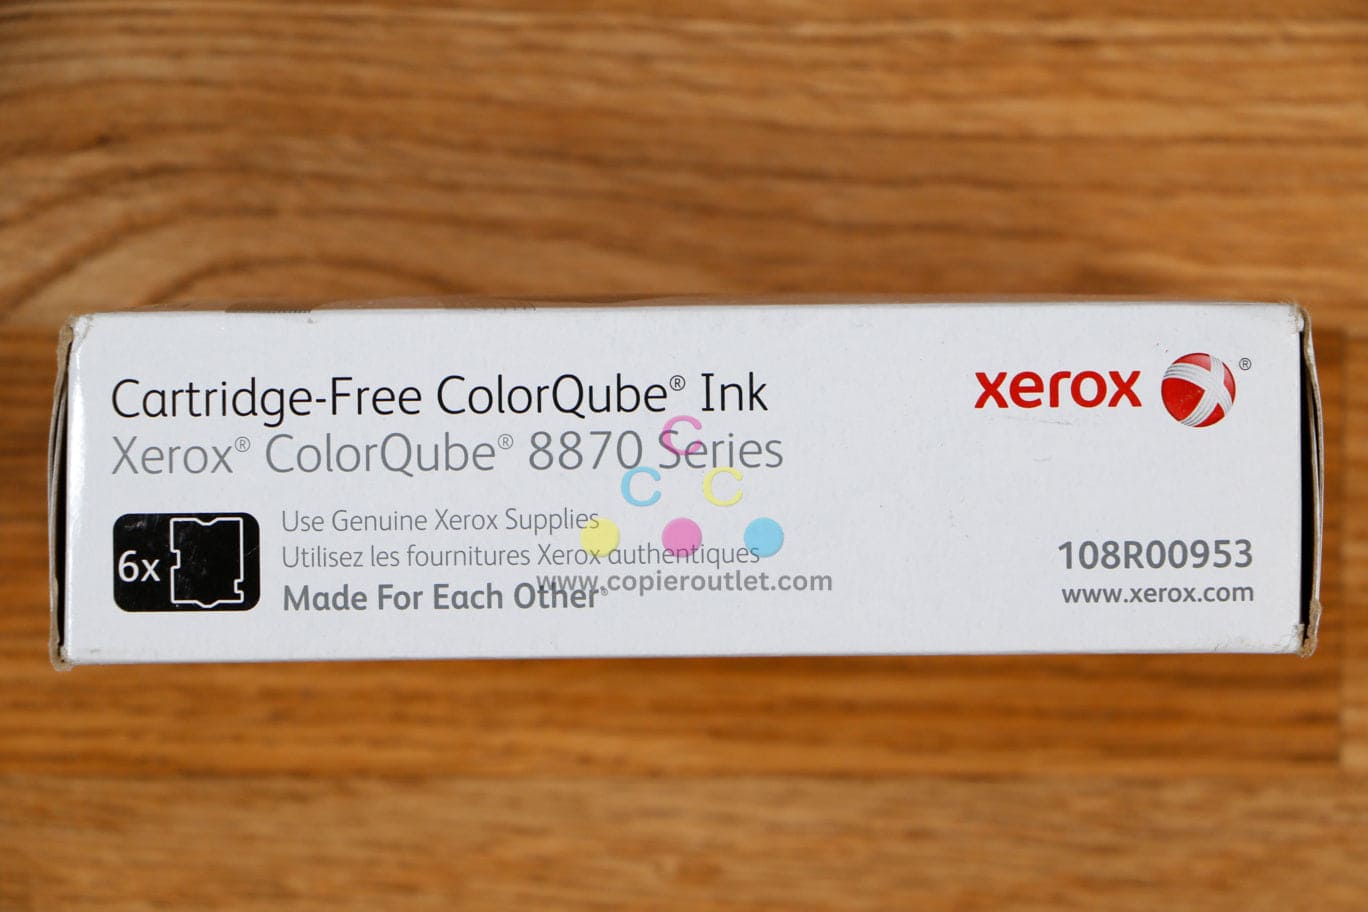 Cartridge-Free ColorQube® Ink
Xerox® ColorQube® 8870 Series
xerox ®
6x
Use Genuine Xerox Supplies
Utilisez les fournitures Xerox authentiques
Made For Each Other®
108R00953
www.xerox.com
C
C C
www.copieroutlet.com